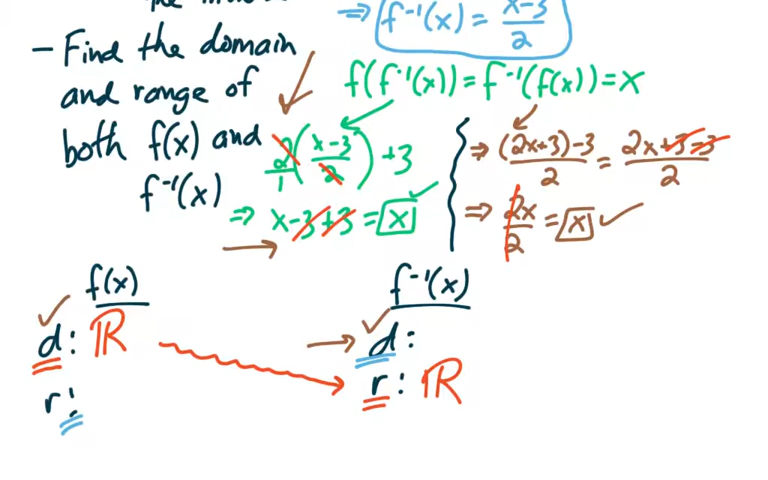 ⇒ f⁻¹(x) = x-3/2
- Find the domain
and range of
both f(x) and
f⁻¹(x)
f(f⁻¹(x)) = f⁻¹(f(x)) = x
2/1 (x-3/2) + 3
⇒ x - 3 + 3 = x ✓
⇒ (2x+3)-3/2 = 2x+3-3/2
⇒ 2x/2 = x ✓
f(x)
d: ℝ
r:
f⁻¹(x)
d:
r: ℝ